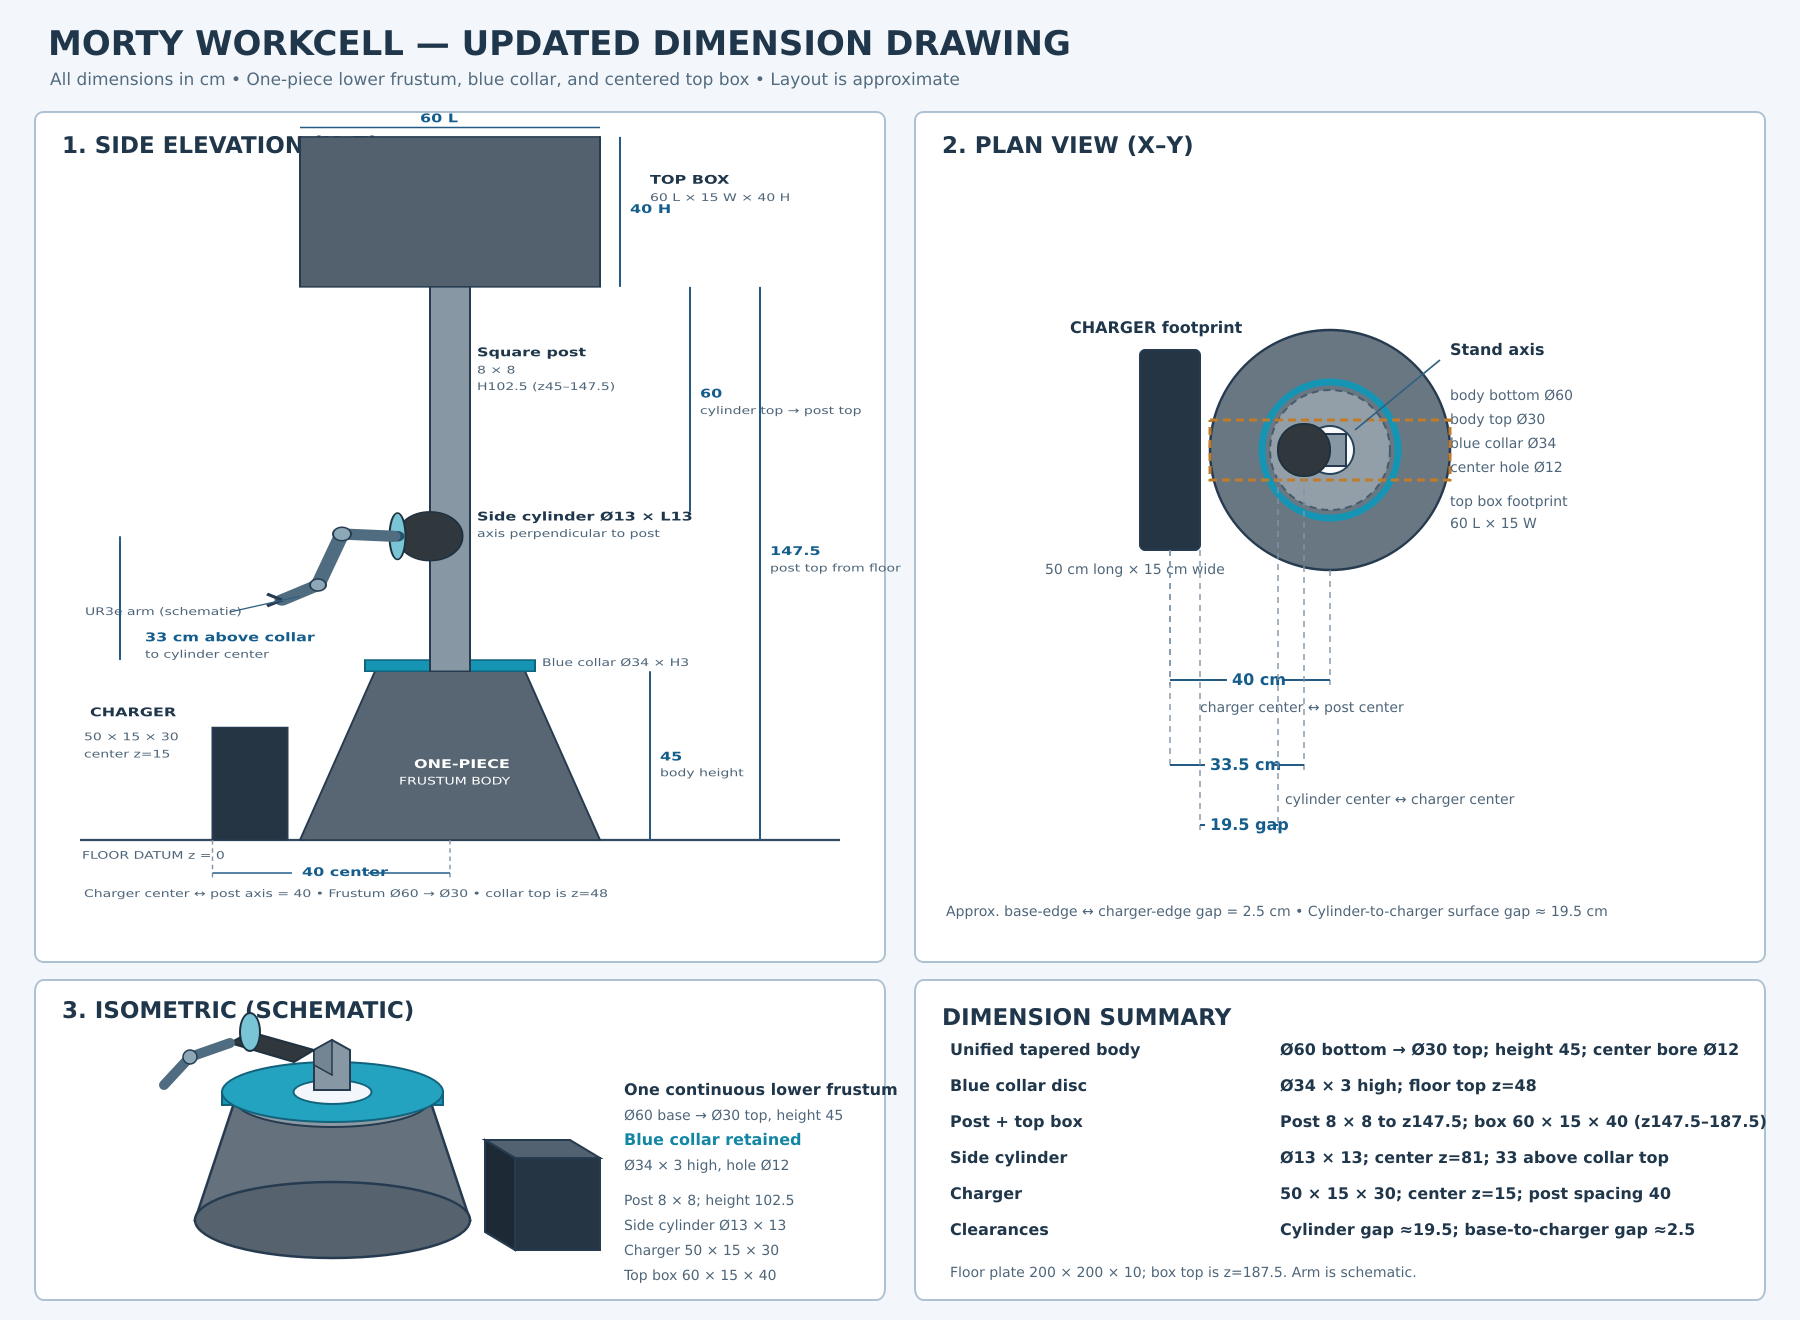 MORTY WORKCELL — UPDATED DIMENSION DRAWING
All dimensions in cm • One-piece lower frustum, blue collar, and centered top box • Layout is approximate
1. SIDE ELEVATION
60 L
TOP BOX
60 L × 15 W × 40 H
40 H
Square post
8 × 8
H102.5 (z45–147.5)
60
cylinder top → post top
Side cylinder Ø13 × L13
axis perpendicular to post
147.5
post top from floor
UR3e arm (schematic)
33 cm above collar
to cylinder center
Blue collar Ø34 × H3
CHARGER
50 × 15 × 30
center z=15
ONE-PIECE
FRUSTUM BODY
45
body height
FLOOR DATUM z = 0
40 center
Charger center ↔ post axis = 40 • Frustum Ø60 → Ø30 • collar top is z=48
2. PLAN VIEW (X–Y)
CHARGER footprint
Stand axis
body bottom Ø60
body top Ø30
blue collar Ø34
center hole Ø12
top box footprint
60 L × 15 W
50 cm long × 15 cm wide
40 cm
charger center ↔ post center
33.5 cm
cylinder center ↔ charger center
19.5 gap
Approx. base-edge ↔ charger-edge gap = 2.5 cm • Cylinder-to-charger surface gap ≈ 19.5 cm
3. ISOMETRIC (SCHEMATIC)
One continuous lower frustum
Ø60 base → Ø30 top, height 45
Blue collar retained
Ø34 × 3 high, hole Ø12
Post 8 × 8; height 102.5
Side cylinder Ø13 × 13
Charger 50 × 15 × 30
Top box 60 × 15 × 40
DIMENSION SUMMARY
Unified tapered body Ø60 bottom → Ø30 top; height 45; center bore Ø12
Blue collar disc Ø34 × 3 high; floor top z=48
Post + top box Post 8 × 8 to z147.5; box 60 × 15 × 40 (z147.5–187.5)
Side cylinder Ø13 × 13; center z=81; 33 above collar top
Charger 50 × 15 × 30; center z=15; post spacing 40
Clearances Cylinder gap ≈19.5; base-to-charger gap ≈2.5
Floor plate 200 × 200 × 10; box top is z=187.5. Arm is schematic.